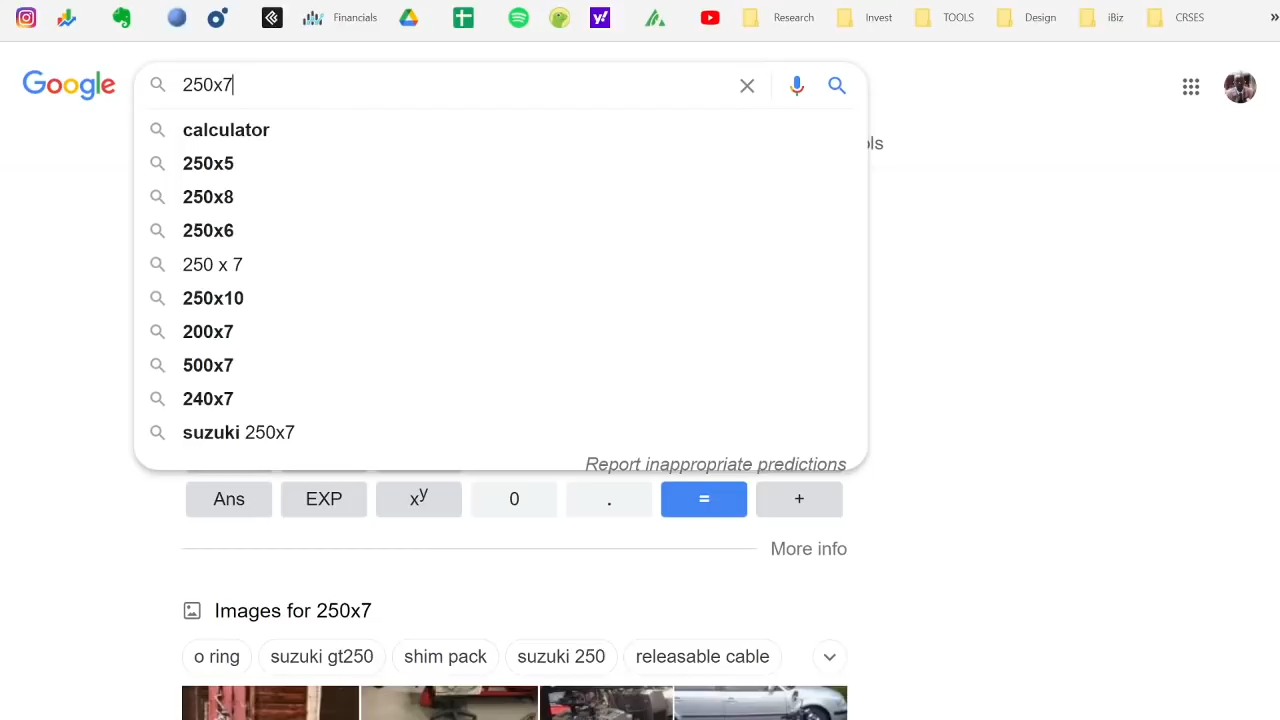 Financials Research Invest TOOLS Design iBiz CRSES »
Google 250x7
calculator
ols
250x5
250x8
250x6
250 x 7
250x10
200x7
500x7
240x7
suzuki 250x7
Report inappropriate predictions
Ans EXP xy 0 . = +
More info
Images for 250x7
o ring suzuki gt250 shim pack suzuki 250 releasable cable